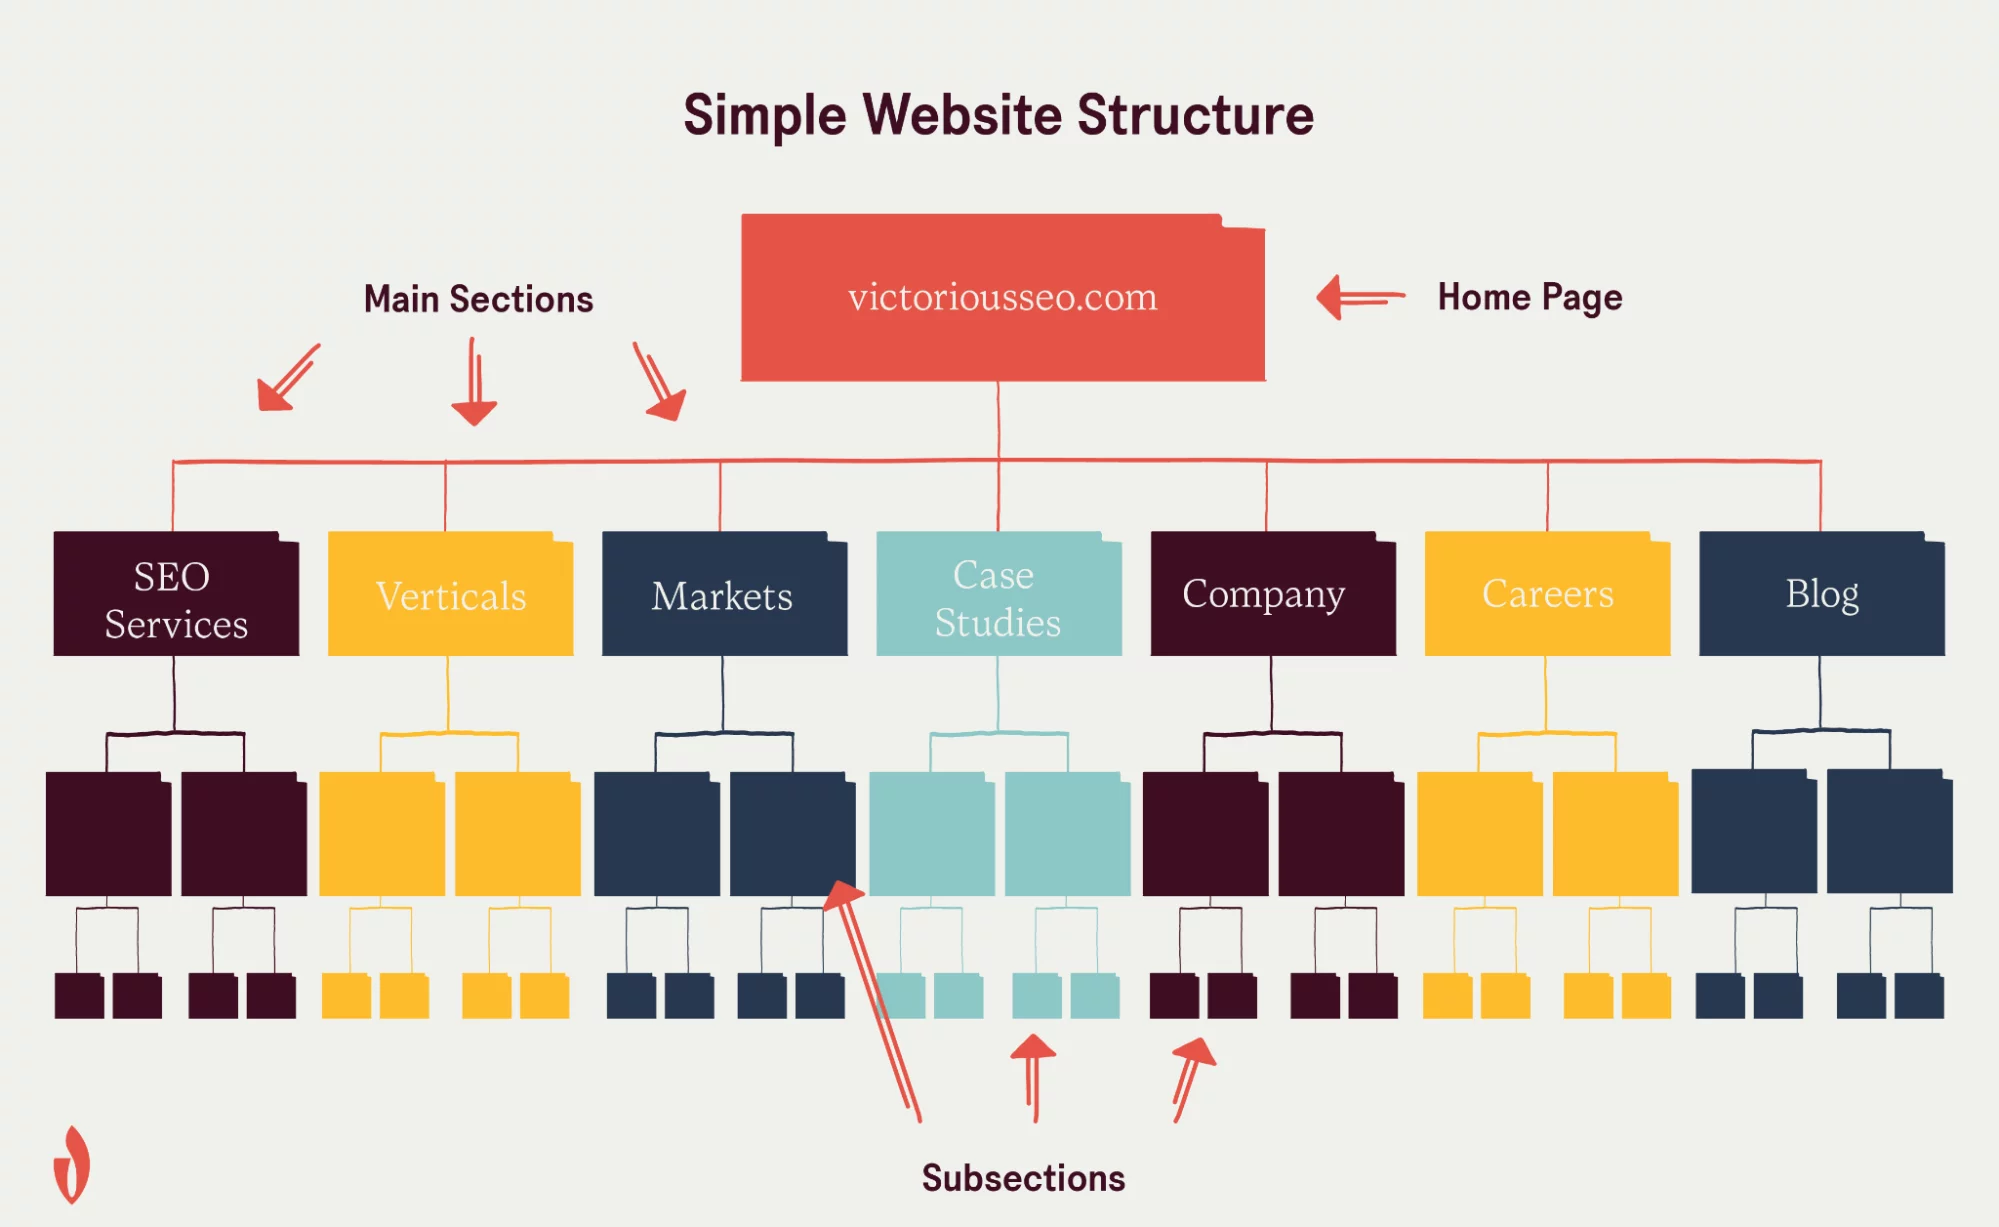 Simple Website Structure
victoriousseo.com
Home Page
Main Sections
SEO
Services
Verticals
Markets
Case
Studies
Company
Careers
Blog
Subsections